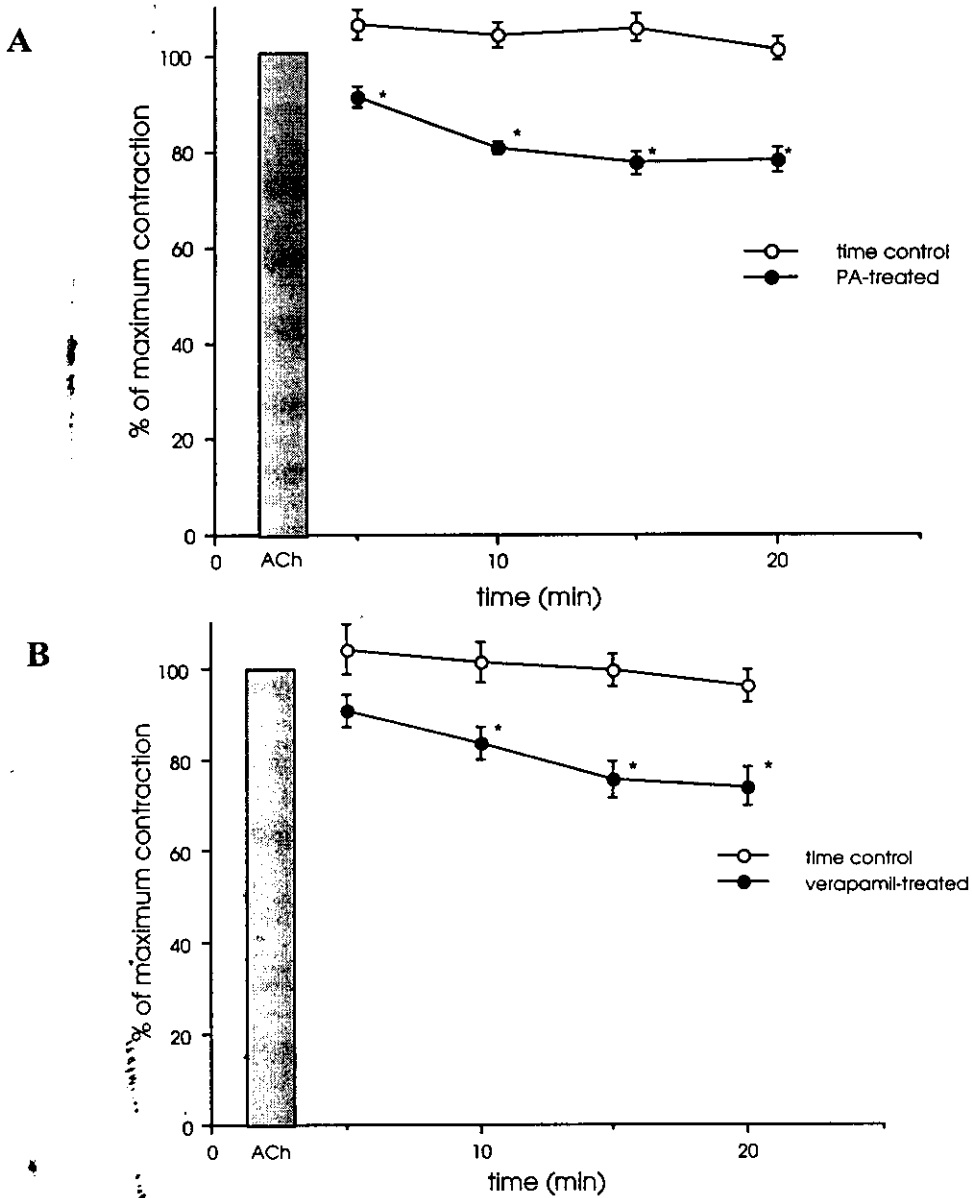 A
% of maximum contraction
100
80
60
40
20
0
*
*
*
*
time control
PA-treated
0
ACh
10
20
time (min)
B
% of maximum contraction
100
80
60
40
20
0
*
*
*
time control
verapamil-treated
0
ACh
10
20
time (min)